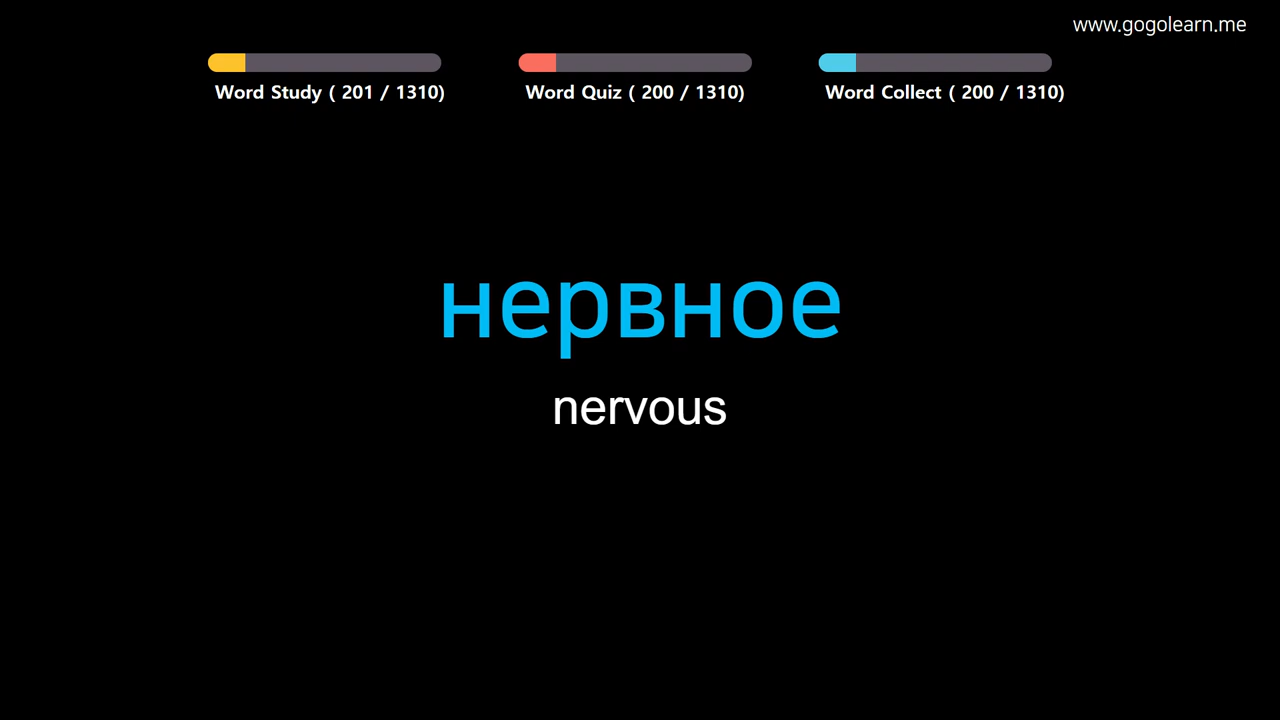 www.gogolearn.me
Word Study ( 201 / 1310)
Word Quiz ( 200 / 1310)
Word Collect ( 200 / 1310)
нервное
nervous